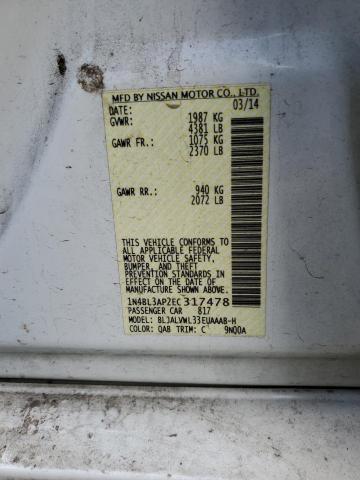 MFD BY NISSAN MOTOR CO., LTD.
DATE: 03/14
GVWR: 1987 KG
4381 LB
GAWR FR.: 1075 KG
2370 LB
GAWR RR.: 940 KG
2072 LB
THIS VEHICLE CONFORMS TO
ALL APPLICABLE FEDERAL
MOTOR VEHICLE SAFETY,
BUMPER, AND THEFT
PREVENTION STANDARDS IN
EFFECT ON THE DATE OF
MANUFACTURE SHOWN ABOVE.
1N4BL3AP2EC317478
PASSENGER CAR 817
MODEL: BLJALVWL33EUAAAB-H
COLOR: QAB TRIM: C 9NQ0A